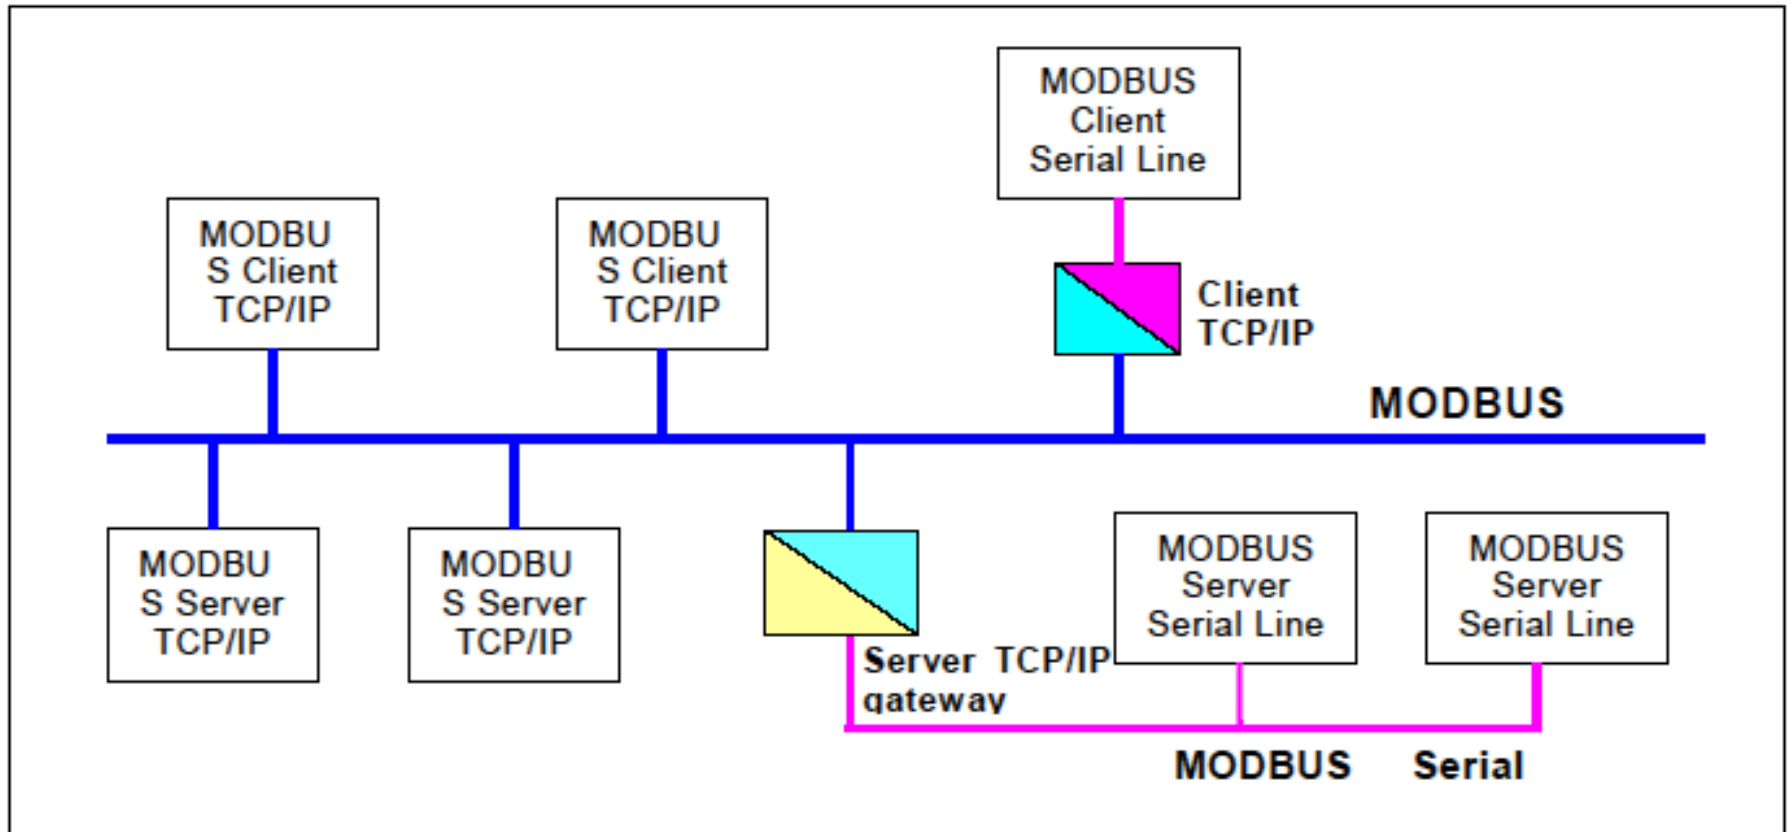 MODBUS
Client
Serial Line
MODBU
S Client
TCP/IP
MODBU
S Client
TCP/IP
Client
TCP/IP
MODBUS
MODBU
S Server
TCP/IP
MODBU
S Server
TCP/IP
Server TCP/IP
gateway
MODBUS
Server
Serial Line
MODBUS
Server
Serial Line
MODBUS Serial